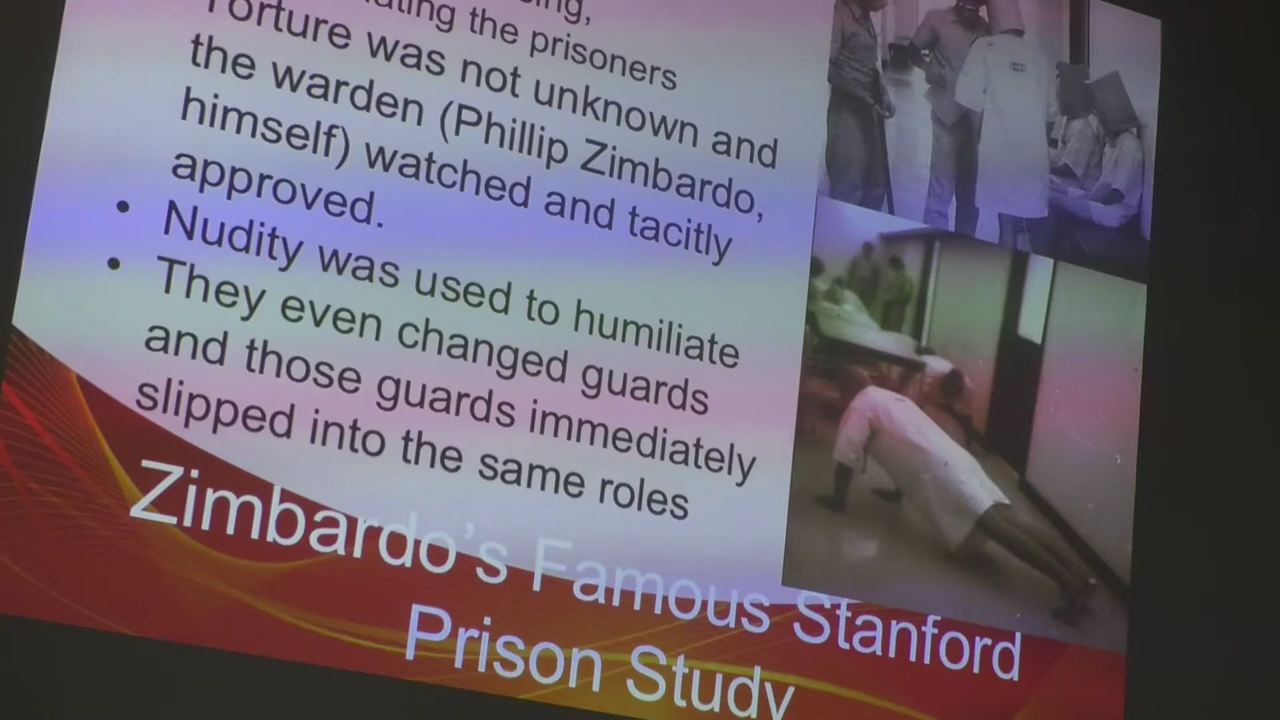 the prisoners
Torture was not unknown and
the warden (Phillip Zimbardo,
himself) watched and tacitly
approved.
• Nudity was used to humiliate
• They even changed guards
and those guards immediately
slipped into the same roles
Zimbardo's Famous Stanford
Prison Study